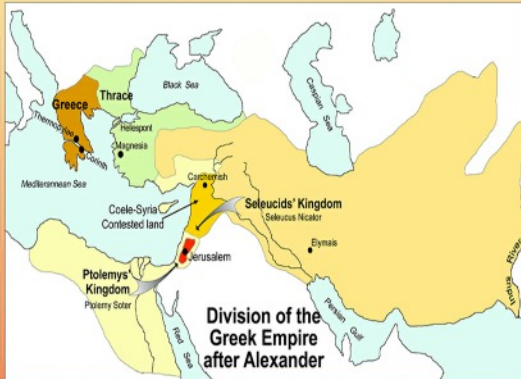 Black Sea
Caspian Sea
Greece
Thrace
Thermopylae
Hellespont
Corinth
Magnesia
Mediterranean Sea
Carchemish
Coele-Syria
Contested land
Seleucids' Kingdom
Seleucus Nicator
Elymais
Jerusalem
Ptolemys'
Kingdom
Ptolemy Soter
Red Sea
Persian Gulf
Indus River
Division of the
Greek Empire
after Alexander